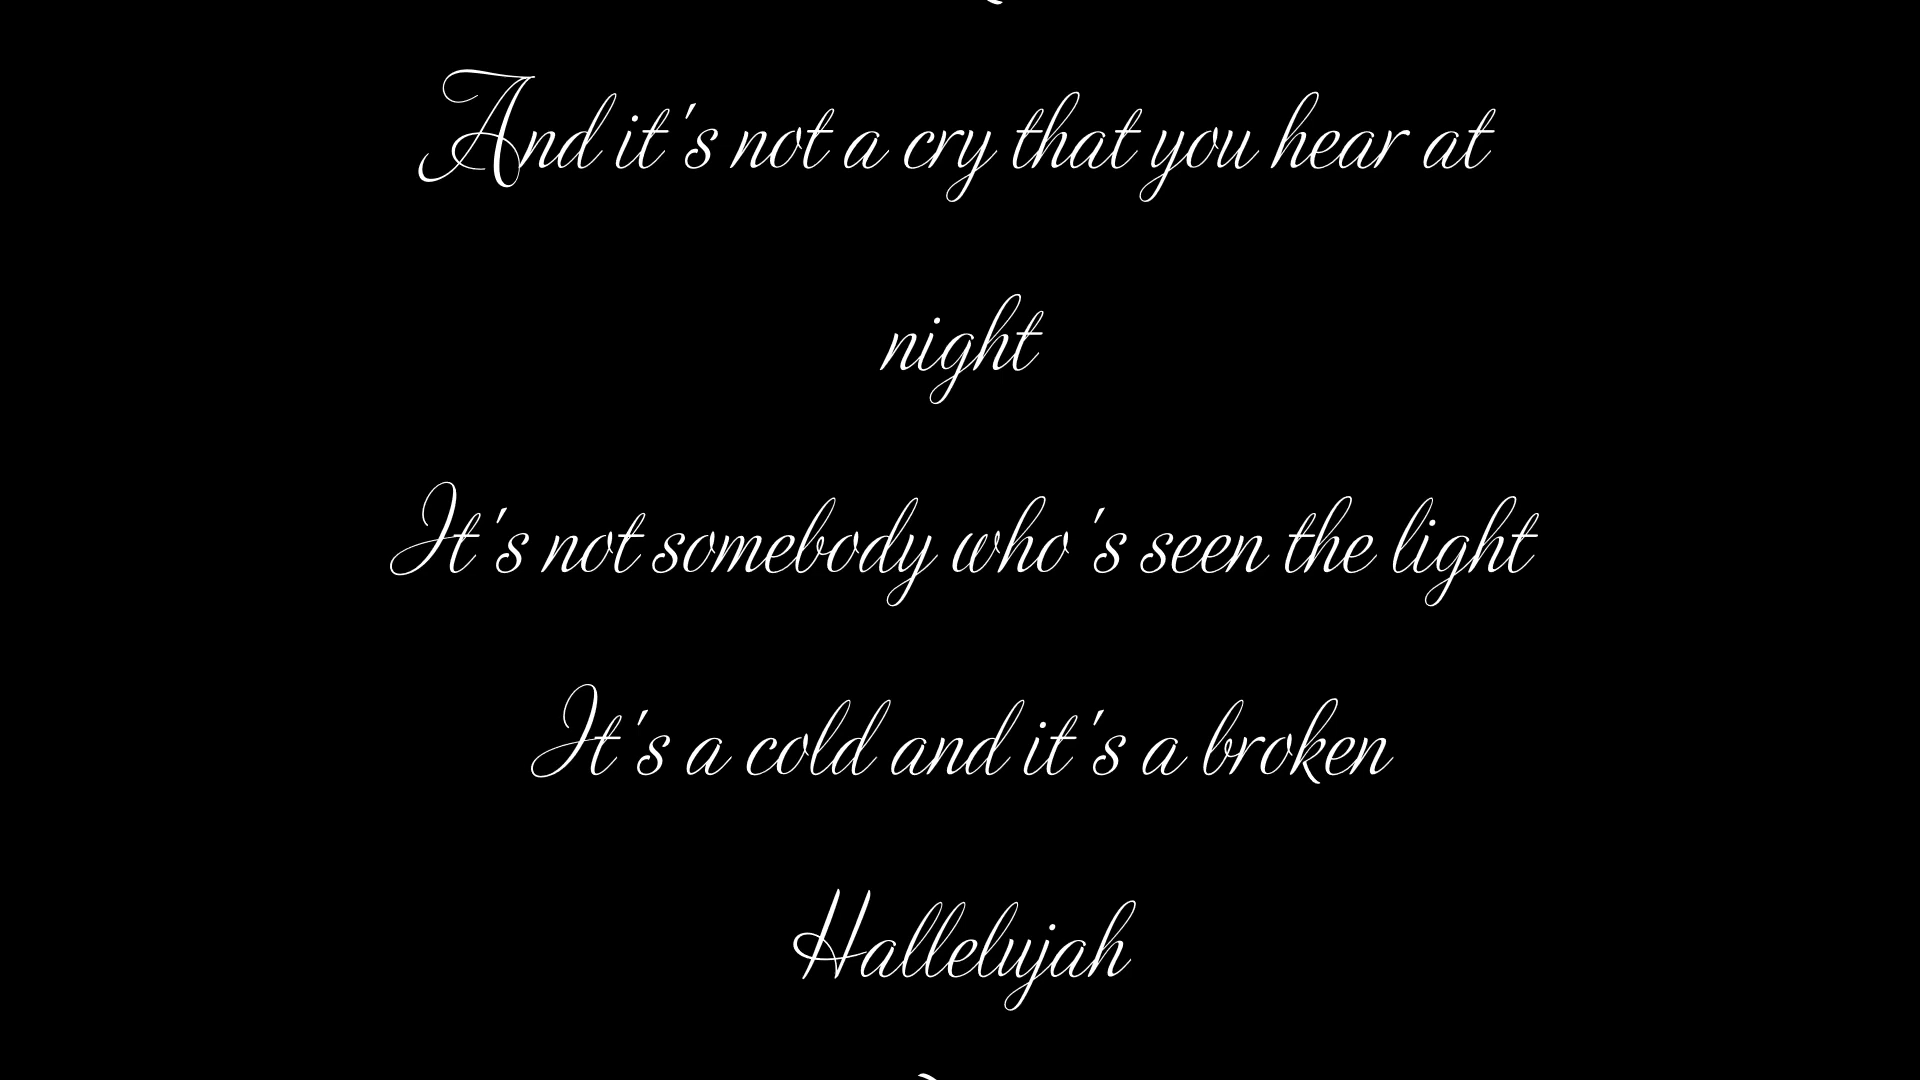 And it's not a cry that you hear at
night
It's not somebody who's seen the light
It's a cold and it's a broken
Hallelujah